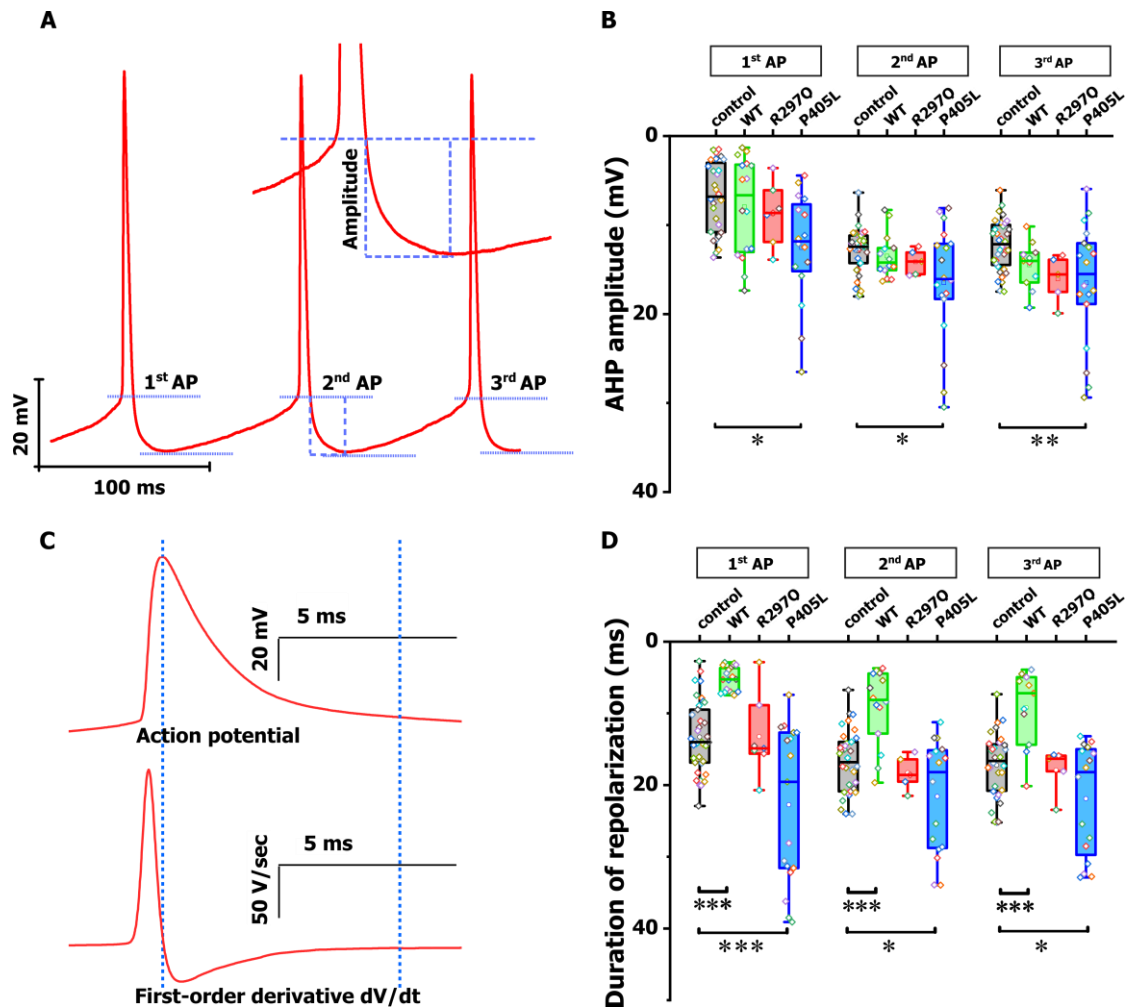 A
Amplitude
1st AP
2nd AP
3rd AP
20 mV
100 ms
B
1st AP
2nd AP
3rd AP
control
WT
R297Q
P405L
control
WT
R297Q
P405L
control
WT
R297Q
P405L
AHP amplitude (mV)
0
20
40
*
*
**
C
20 mV
5 ms
Action potential
50 V/sec
5 ms
First-order derivative dV/dt
D
1st AP
2nd AP
3rd AP
control
WT
R297Q
P405L
control
WT
R297Q
P405L
control
WT
R297Q
P405L
Duration of repolarization (ms)
0
20
40
***
***
***
***
*
*